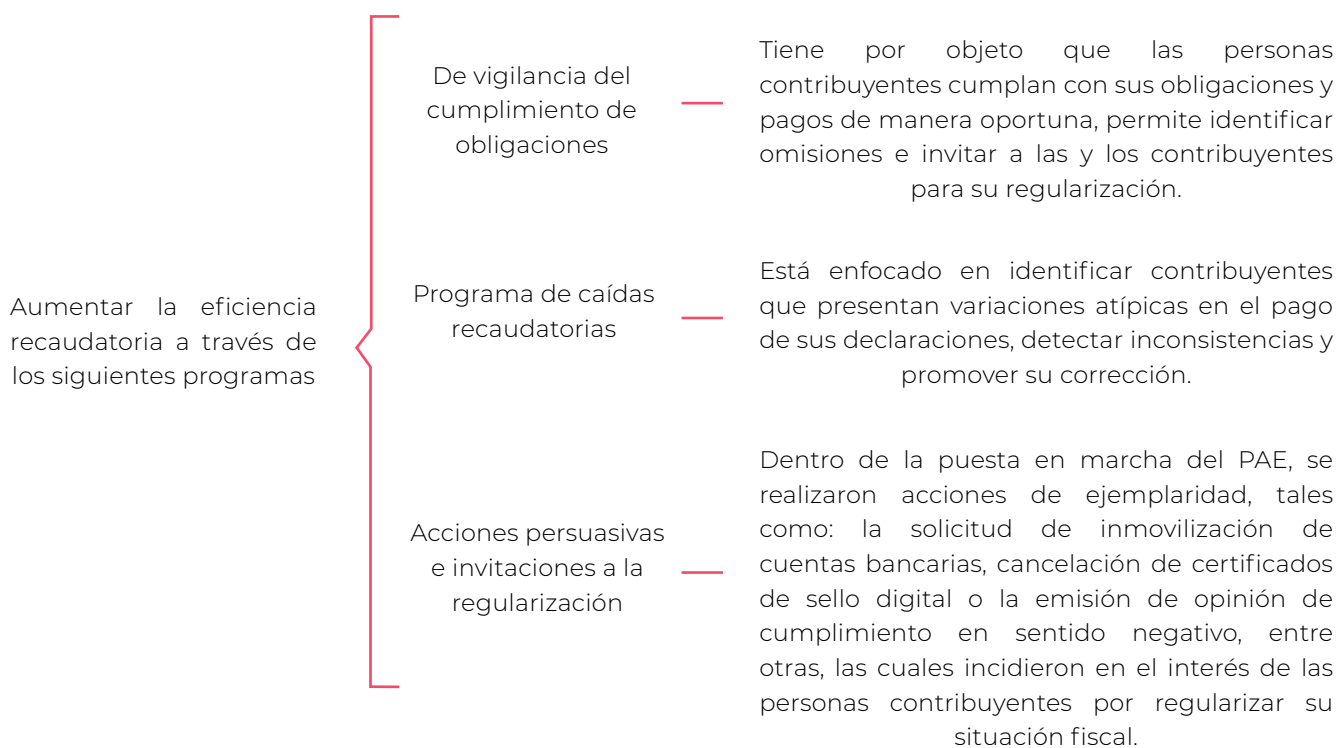 Aumentar la eficiencia
recaudatoria a través de
los siguientes programas
De vigilancia del
cumplimiento de
obligaciones
Tiene por objeto que las personas
contribuyentes cumplan con sus obligaciones y
pagos de manera oportuna, permite identificar
omisiones e invitar a las y los contribuyentes
para su regularización.
Programa de caídas
recaudatorias
Está enfocado en identificar contribuyentes
que presentan variaciones atípicas en el pago
de sus declaraciones, detectar inconsistencias y
promover su corrección.
Acciones persuasivas
e invitaciones a la
regularización
Dentro de la puesta en marcha del PAE, se
realizaron acciones de ejemplaridad, tales
como: la solicitud de inmovilización de
cuentas bancarias, cancelación de certificados
de sello digital o la emisión de opinión de
cumplimiento en sentido negativo, entre
otras, las cuales incidieron en el interés de las
personas contribuyentes por regularizar su
situación fiscal.